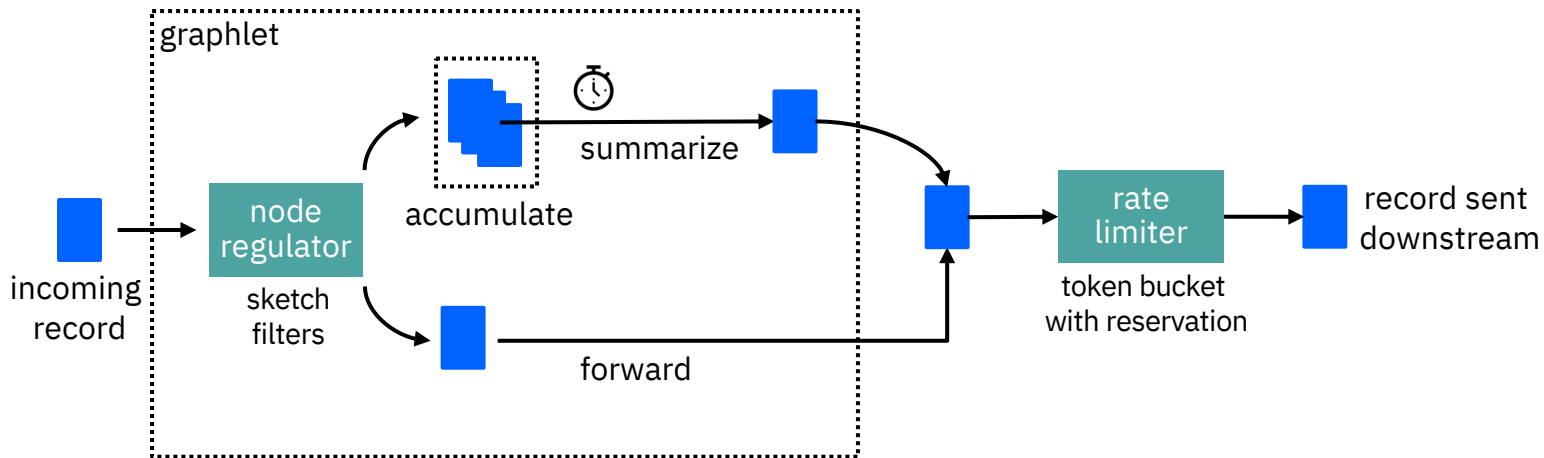 graphlet
incoming
record
node
regulator
sketch
filters
accumulate
summarize
forward
rate
limiter
token bucket
with reservation
record sent
downstream